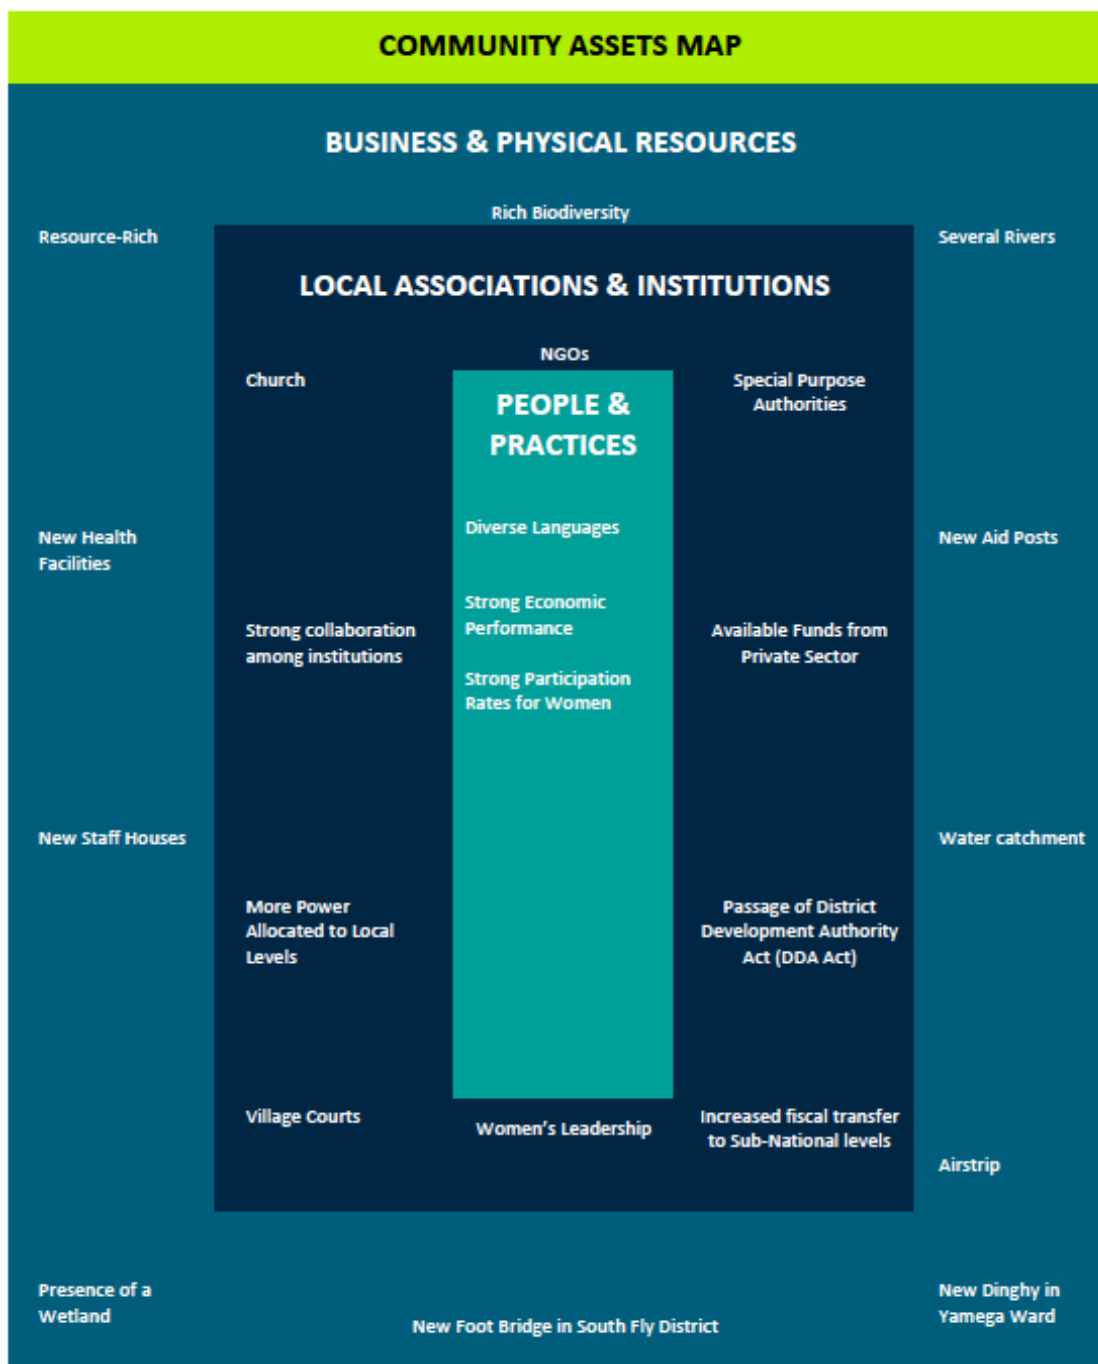 COMMUNITY ASSETS MAP
BUSINESS & PHYSICAL RESOURCES
Rich Biodiversity
Resource-Rich
Several Rivers
LOCAL ASSOCIATIONS & INSTITUTIONS
NGOs
Church
Special Purpose
Authorities
PEOPLE &
PRACTICES
Diverse Languages
New Health
Facilities
New Aid Posts
Strong Economic
Performance
Strong collaboration
among institutions
Available Funds from
Private Sector
Strong Participation
Rates for Women
New Staff Houses
Water catchment
More Power
Allocated to Local
Levels
Passage of District
Development Authority
Act (DDA Act)
Village Courts
Women's Leadership
Increased fiscal transfer
to Sub-National levels
Airstrip
Presence of a
Wetland
New Foot Bridge in South Fly District
New Dinghy in
Yamega Ward